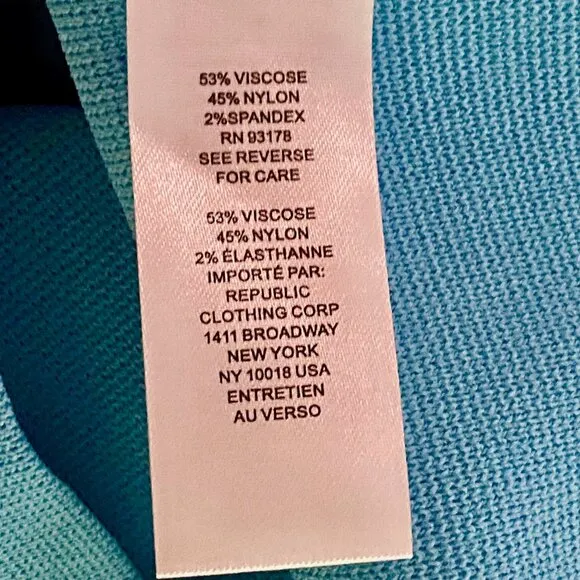 53% VISCOSE
45% NYLON
2%SPANDEX
RN 93178
SEE REVERSE
FOR CARE
53% VISCOSE
45% NYLON
2% ÉLASTHANNE
IMPORTÉ PAR:
REPUBLIC
CLOTHING CORP
1411 BROADWAY
NEW YORK
NY 10018 USA
ENTRETIEN
AU VERSO